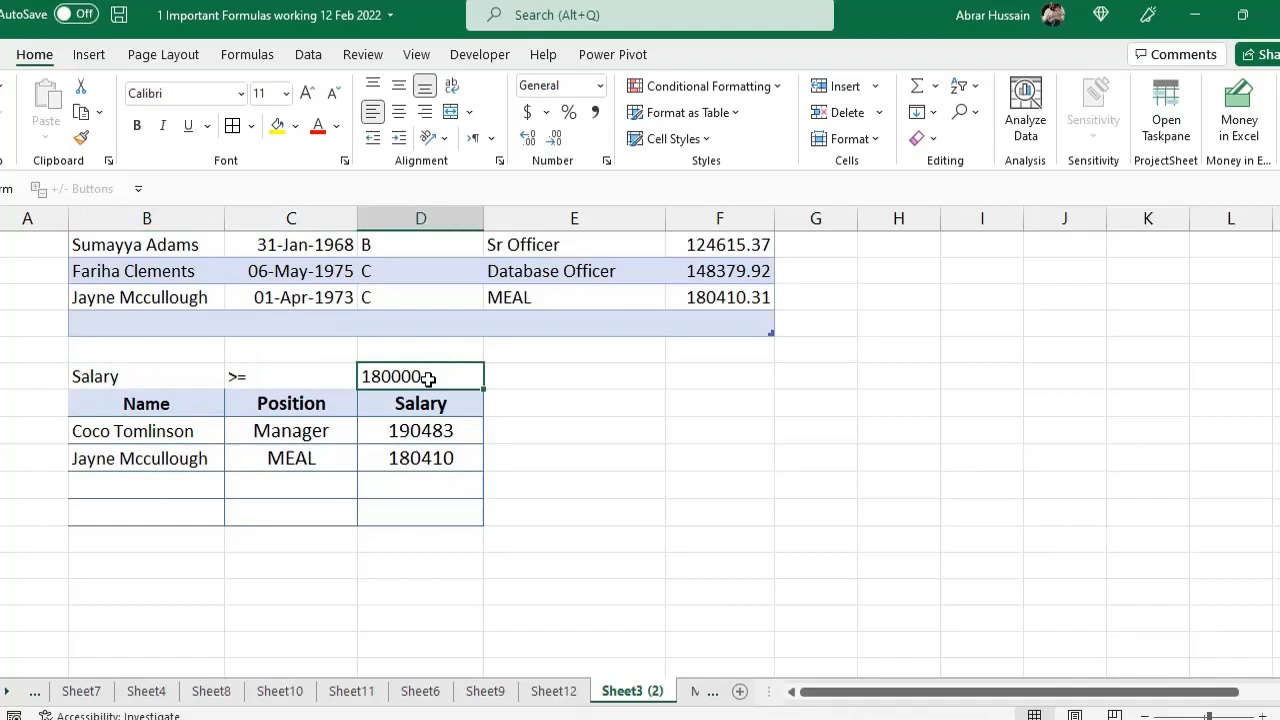 AutoSave Off 1 Important Formulas working 12 Feb 2022 Search (Alt+Q) Abrar Hussain
Home Insert Page Layout Formulas Data Review View Developer Help Power Pivot Comments Sha
Paste Calibri 11 General Conditional Formatting Insert
Format as Table Delete
Cell Styles Format
Analyze Data Sensitivity Open Taskpane Money in Excel
Clipboard Font Alignment Number Styles Cells Editing Analysis Sensitivity ProjectSheet Money in E...
rm +/- Buttons
A B C D E F G H I J K L
Sumayya Adams 31-Jan-1968 B Sr Officer 124615.37
Fariha Clements 06-May-1975 C Database Officer 148379.92
Jayne Mccullough 01-Apr-1973 C MEAL 180410.31
Salary >= 180000
Name Position Salary
Coco Tomlinson Manager 190483
Jayne Mccullough MEAL 180410
... Sheet7 Sheet4 Sheet8 Sheet10 Sheet11 Sheet6 Sheet9 Sheet12 Sheet3 (2) ...
Accessibility: Investigate